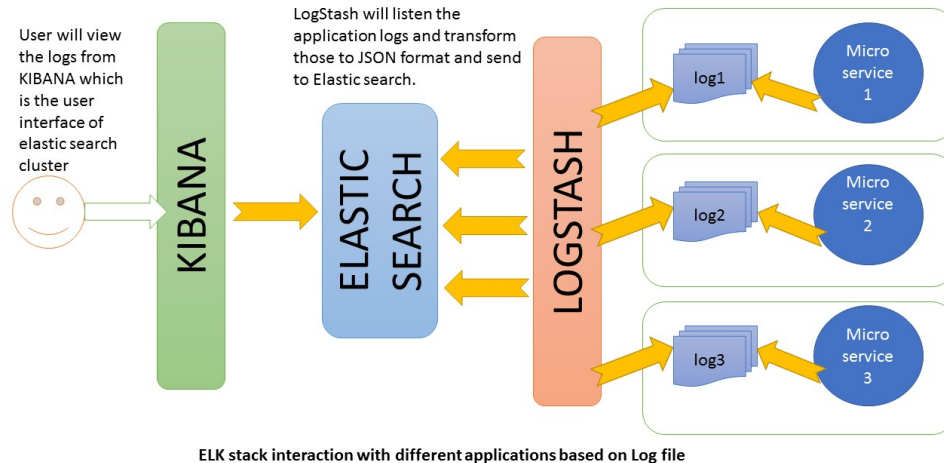 User will view
the logs from
KIBANA which
is the user
interface of
elastic search
cluster
LogStash will listen the
application logs and transform
those to JSON format and send
to Elastic search.
KIBANA
ELASTIC
SEARCH
LOGSTASH
log1
Micro
service
1
log2
Micro
service
2
log3
Micro
service
3
ELK stack interaction with different applications based on Log file